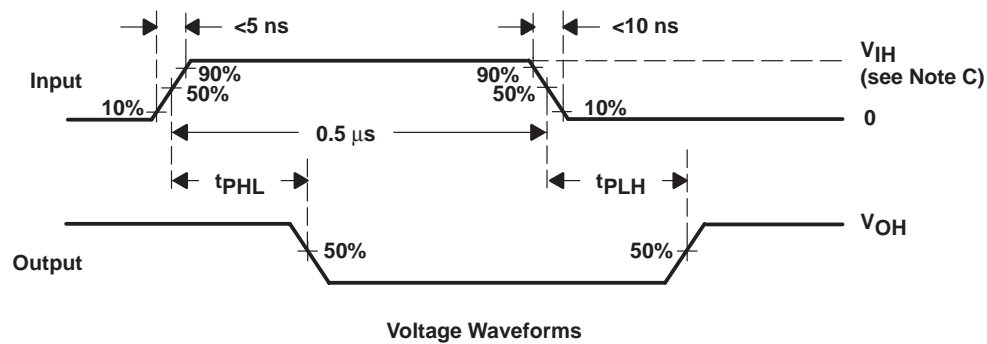 <5 ns
<10 ns
VIH
(see Note C)
Input
90%
90%
50%
50%
10%
10%
0
0.5 µs
tPHL
tPLH
VOH
50%
50%
Output
Voltage Waveforms